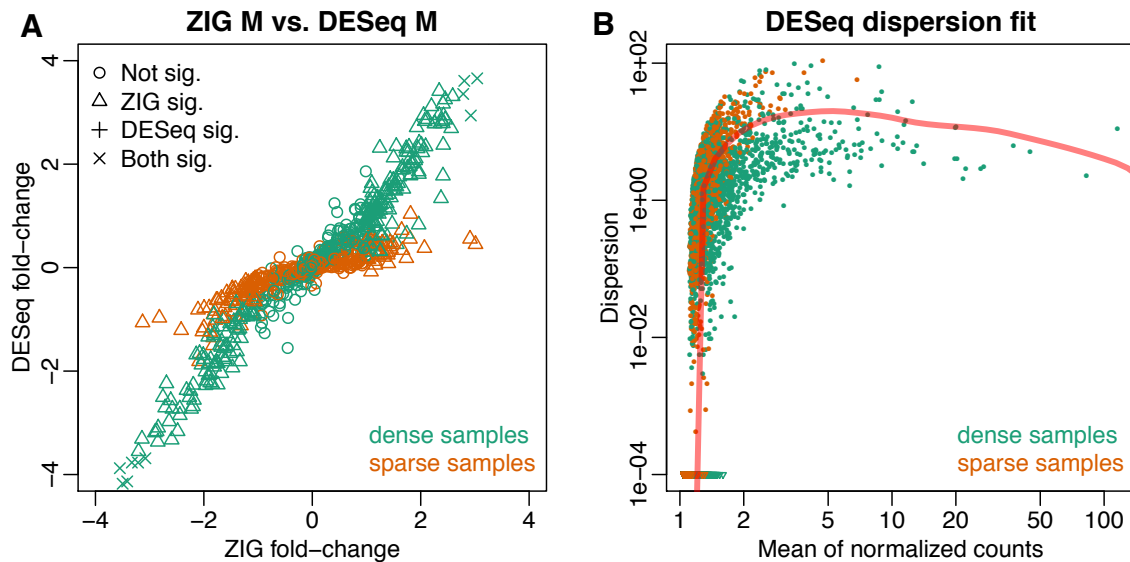 A
ZIG M vs. DESeq M
Not sig.
ZIG sig.
DESeq sig.
Both sig.
4
2
0
−2
−4
DESeq fold−change
dense samples
sparse samples
−4
−2
0
2
4
ZIG fold−change
B
DESeq dispersion fit
1e+02
1e+00
1e−02
1e−04
Dispersion
dense samples
sparse samples
1
2
5
10
20
50
100
Mean of normalized counts